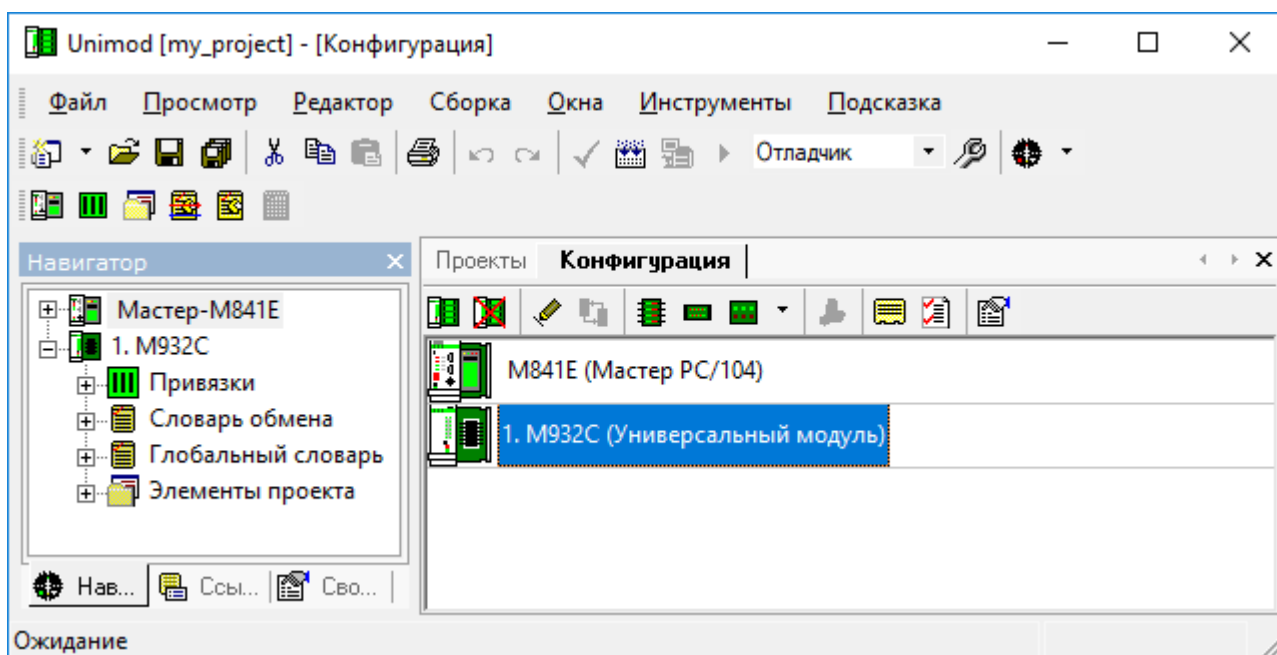 Unimod [my_project] - [Конфигурация]
Файл Просмотр Редактор Сборка Окна Инструменты Подсказка
Отладчик
Навигатор
Проекты Конфигурация
Мастер-M841E
1. M932C
Привязки
Словарь обмена
Глобальный словарь
Элементы проекта
M841E (Мастер PC/104)
1. M932C (Универсальный модуль)
Нав... Ссы... Сво...
Ожидание